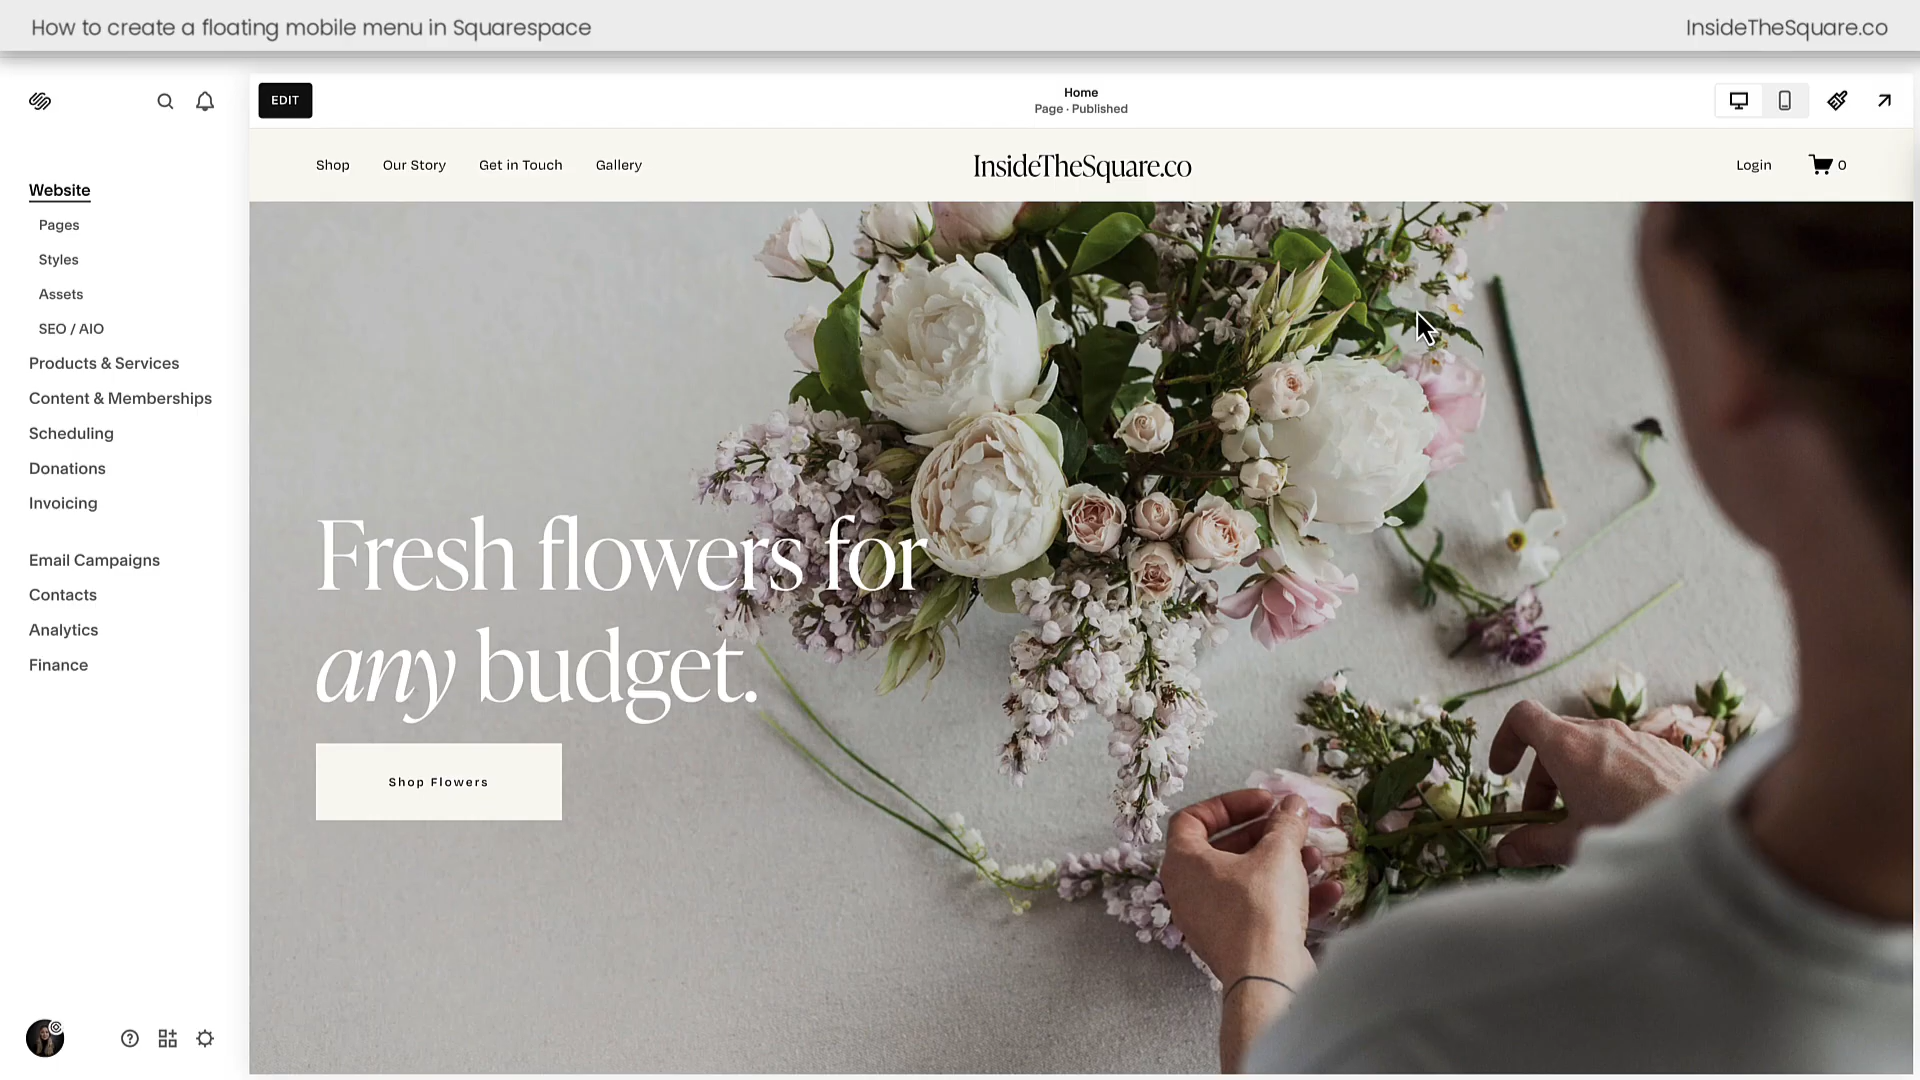 How to create a floating mobile menu in Squarespace
InsideTheSquare.co
EDIT
Home
Page · Published
Website
Pages
Styles
Assets
SEO / AIO
Products & Services
Content & Memberships
Scheduling
Donations
Invoicing
Email Campaigns
Contacts
Analytics
Finance
Shop
Our Story
Get in Touch
Gallery
InsideTheSquare.co
Login
0
Fresh flowers for
any budget.
Shop Flowers